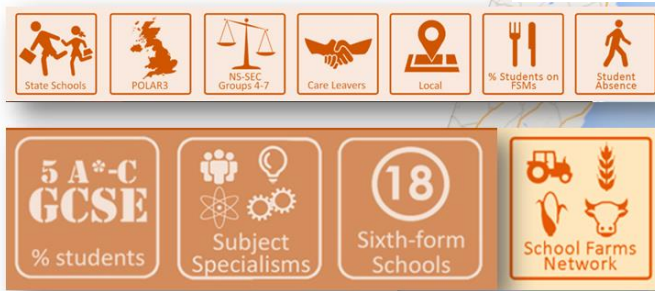 State Schools
POLAR3
NS-SEC
Groups 4-7
Care Leavers
Local
% Students on
FSMs
Student
Absence
5 A*-C
GCSE
% students
Subject
Specialisms
18
Sixth-form
Schools
School Farms
Network